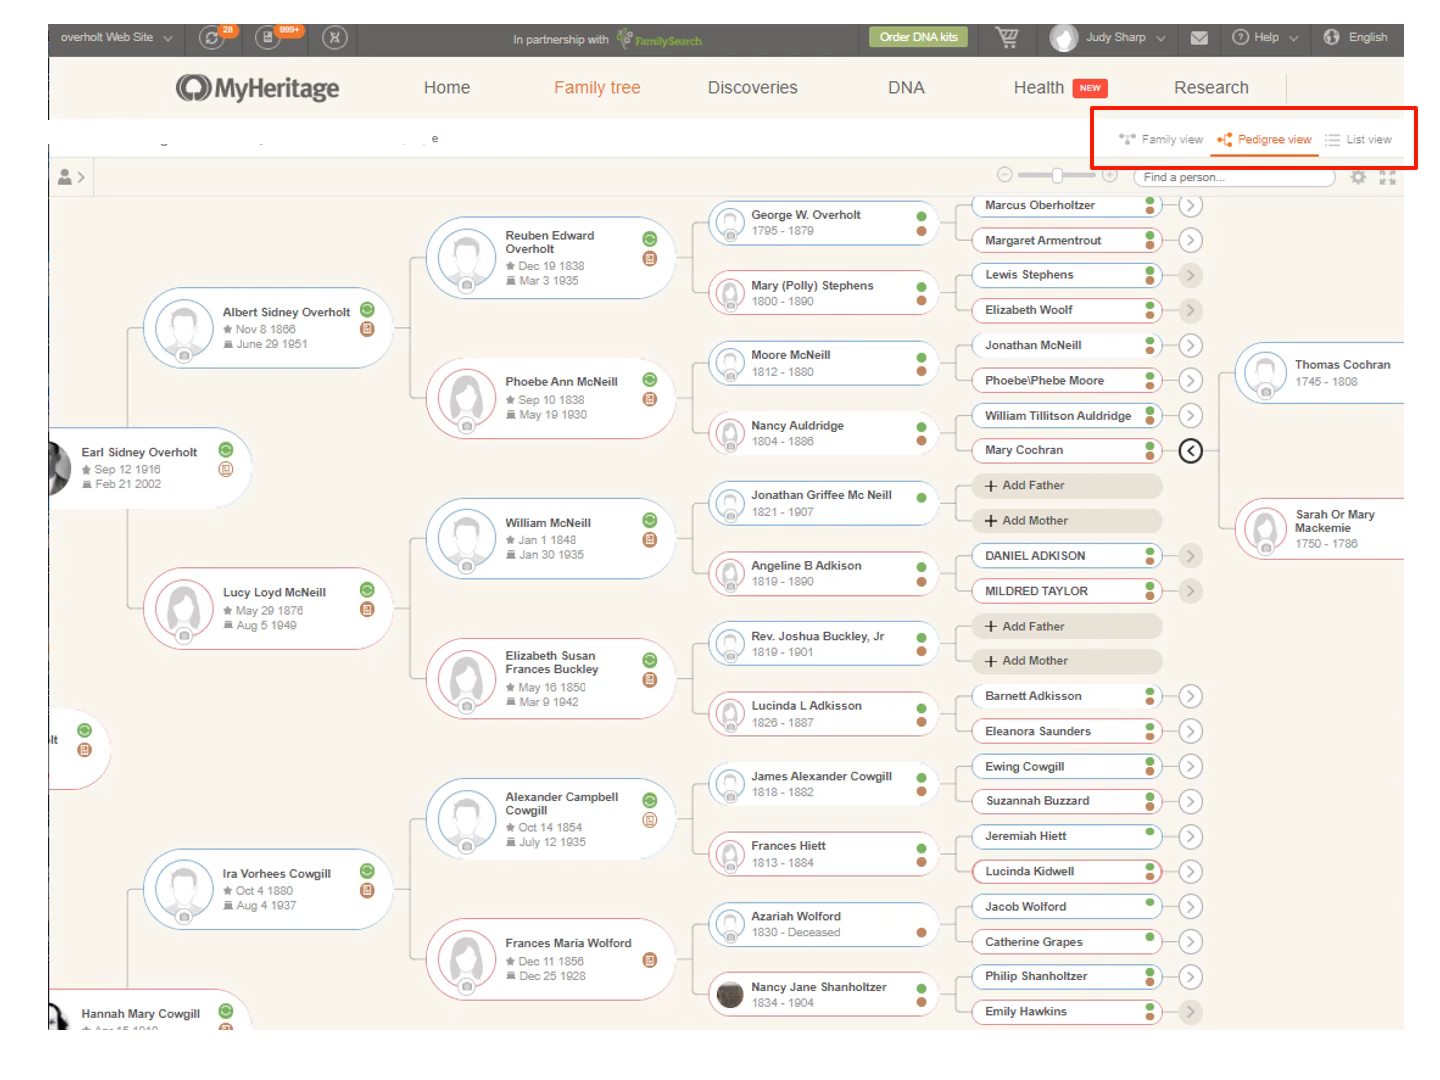 overholt Web Site
28
999+
In partnership with FamilySearch
Order DNA kits
Judy Sharp
Help
English
MyHeritage
Home
Family tree
Discoveries
DNA
Health NEW
Research
e
Family view
Pedigree view
List view
Find a person...
Earl Sidney Overholt
Sep 12 1916
Feb 21 2002
lt
Hannah Mary Cowgill
Albert Sidney Overholt
Nov 8 1866
June 29 1951
Lucy Loyd McNeill
May 29 1876
Aug 5 1949
Ira Vorhees Cowgill
Oct 4 1880
Aug 4 1937
Reuben Edward
Overholt
Dec 19 1838
Mar 3 1935
Phoebe Ann McNeill
Sep 10 1838
May 19 1930
William McNeill
Jan 1 1848
Jan 30 1935
Elizabeth Susan
Frances Buckley
May 16 1850
Mar 9 1942
Alexander Campbell
Cowgill
Oct 14 1854
July 12 1935
Frances Maria Wolford
Dec 11 1856
Dec 25 1928
George W. Overholt
1795 - 1879
Mary (Polly) Stephens
1800 - 1890
Moore McNeill
1812 - 1880
Nancy Auldridge
1804 - 1886
Jonathan Griffee Mc Neill
1821 - 1907
Angeline B Adkison
1819 - 1890
Rev. Joshua Buckley, Jr
1819 - 1901
Lucinda L Adkisson
1826 - 1887
James Alexander Cowgill
1818 - 1882
Frances Hiett
1813 - 1884
Azariah Wolford
1830 - Deceased
Nancy Jane Shanholtzer
1834 - 1904
Marcus Oberholtzer
Margaret Armentrout
Lewis Stephens
Elizabeth Woolf
Jonathan McNeill
Phoebe\Phebe Moore
William Tillitson Auldridge
Mary Cochran
+ Add Father
+ Add Mother
DANIEL ADKISON
MILDRED TAYLOR
+ Add Father
+ Add Mother
Barnett Adkisson
Eleanora Saunders
Ewing Cowgill
Suzannah Buzzard
Jeremiah Hiett
Lucinda Kidwell
Jacob Wolford
Catherine Grapes
Philip Shanholtzer
Emily Hawkins
Thomas Cochran
1745 - 1808
Sarah Or Mary
Mackemie
1750 - 1786